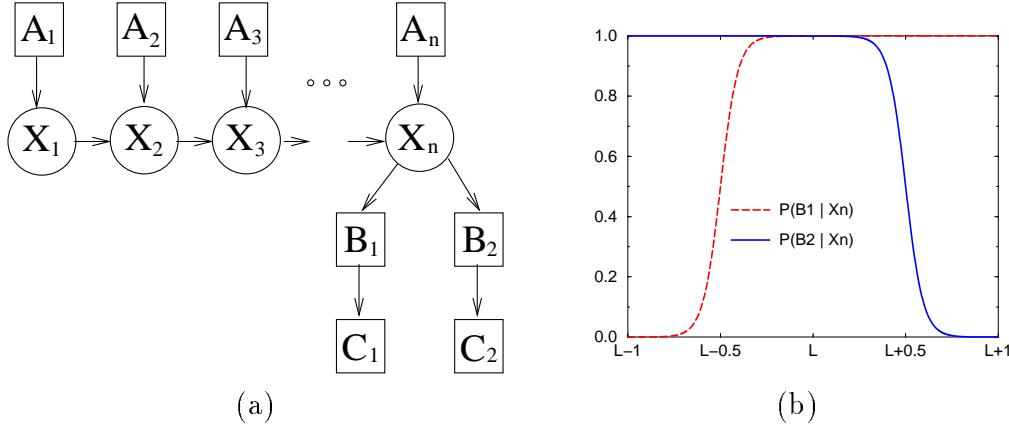 A₁ A₂ A₃ Aₙ
X₁ X₂ X₃ Xₙ
B₁ B₂
C₁ C₂
(a)
1.0
0.8
0.6
0.4
0.2
0.0
P(B1 | Xn)
P(B2 | Xn)
L−1 L−0.5 L L+0.5 L+1
(b)